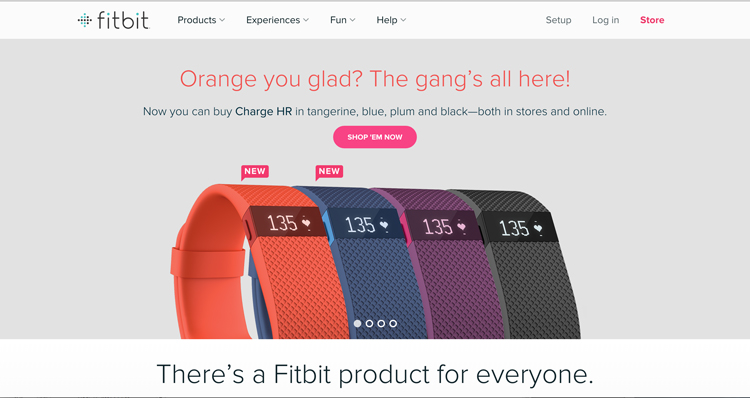 fitbit Products Experiences Fun Help Setup Log in Store
Orange you glad? The gang's all here!
Now you can buy Charge HR in tangerine, blue, plum and black—both in stores and online.
SHOP 'EM NOW
NEW NEW
135 135 135 135
There's a Fitbit product for everyone.